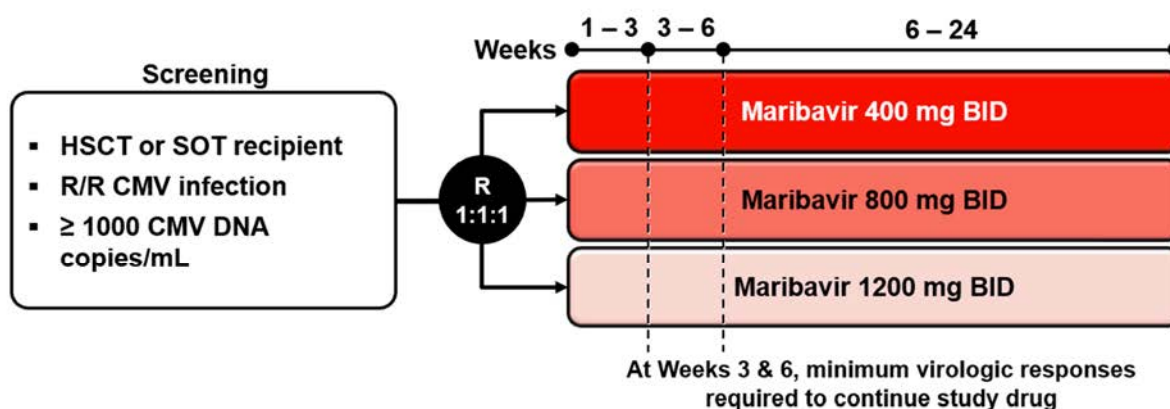 Weeks
1 – 3
3 – 6
6 – 24
Screening
▪ HSCT or SOT recipient
▪ R/R CMV infection
▪ ≥ 1000 CMV DNA
copies/mL
R
1:1:1
Maribavir 400 mg BID
Maribavir 800 mg BID
Maribavir 1200 mg BID
At Weeks 3 & 6, minimum virologic responses
required to continue study drug